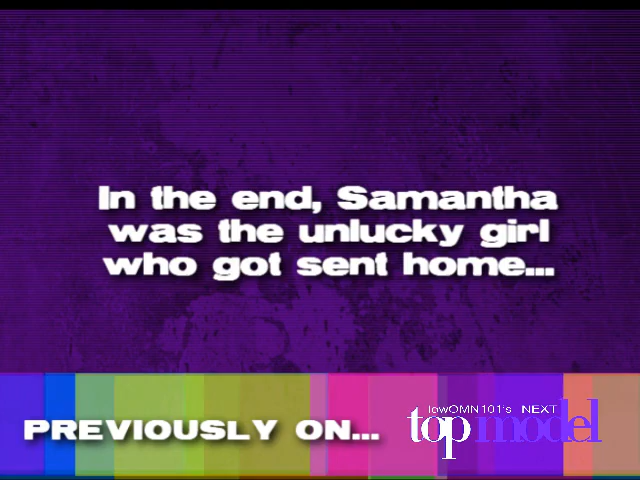 In the end, Samantha
was the unlucky girl
who got sent home...
PREVIOUSLY ON...
lowOMN101's NEXT
top model